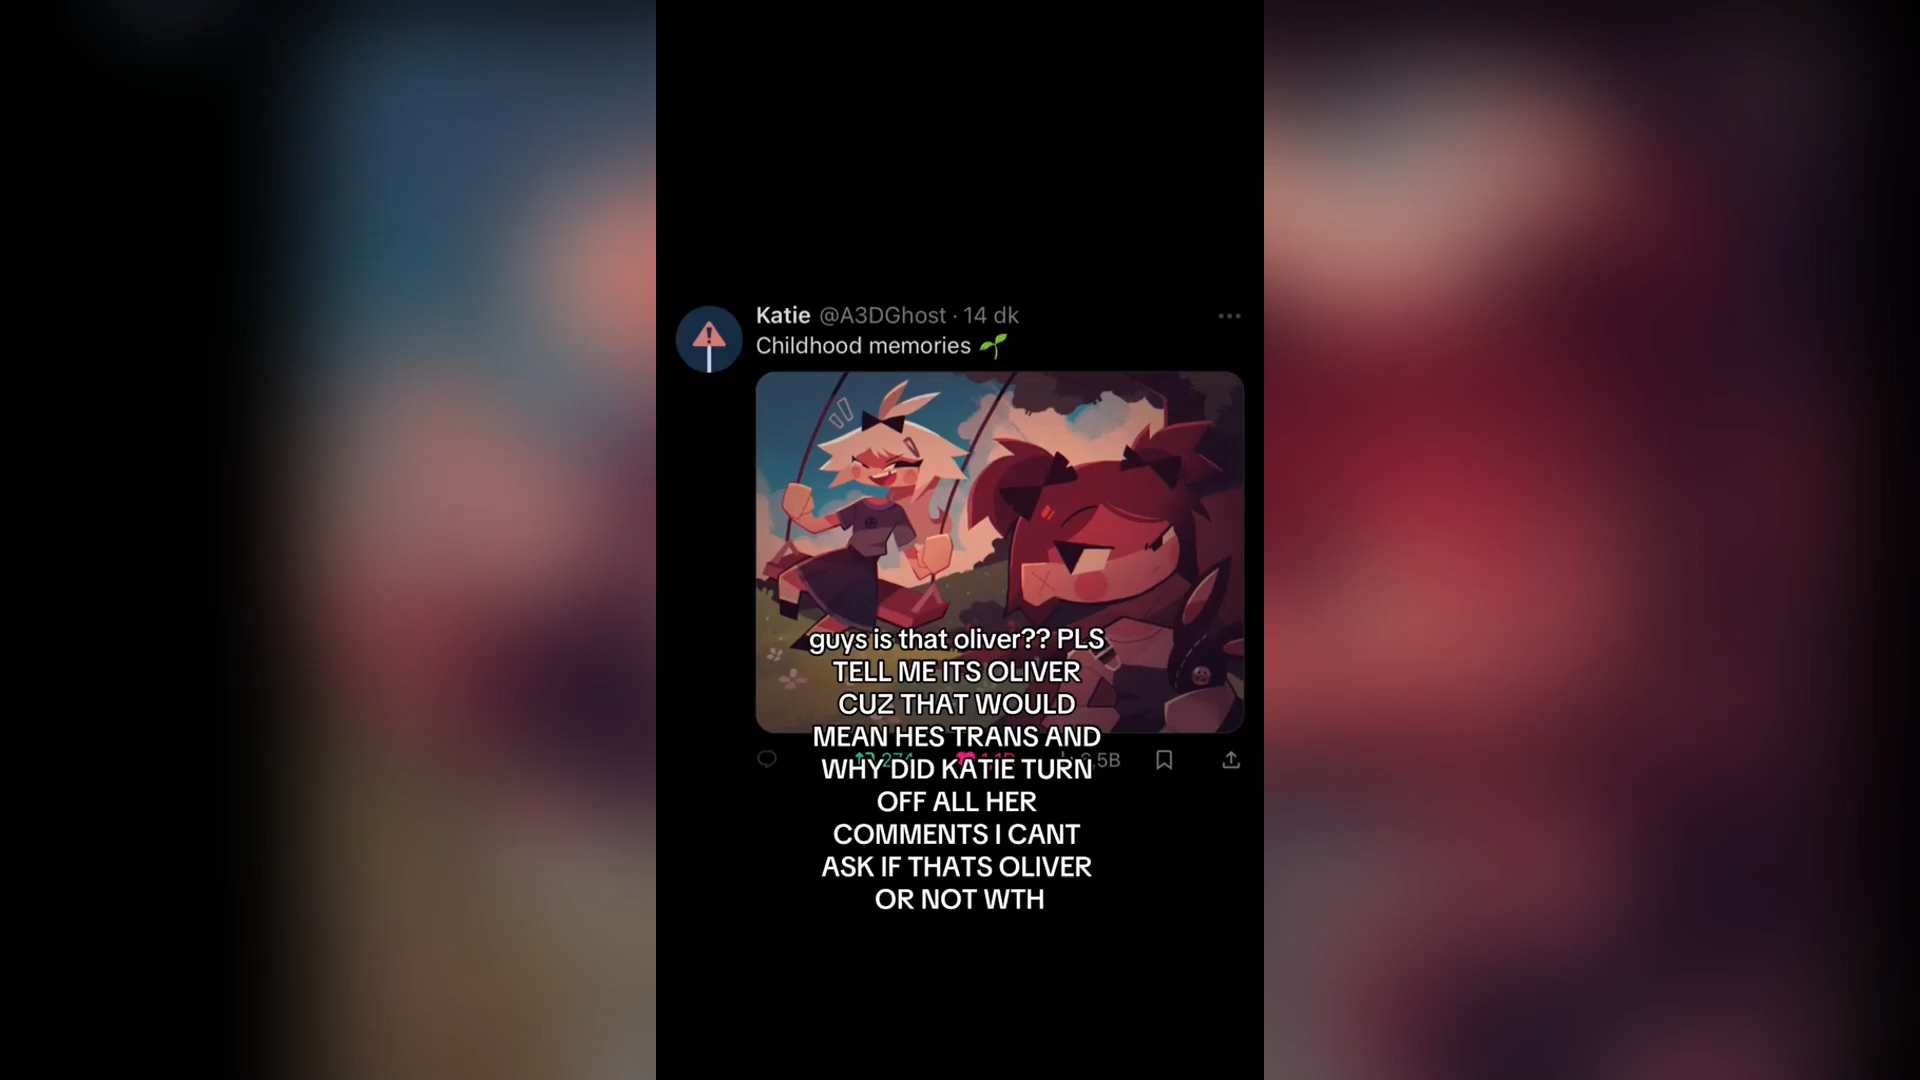 Katie @A3DGhost · 14 dk
Childhood memories 🌱
guys is that oliver?? PLS
TELL ME ITS OLIVER
CUZ THAT WOULD
MEAN HES TRANS AND
WHY DID KATIE TURN
OFF ALL HER
COMMENTS I CANT
ASK IF THATS OLIVER
OR NOT WTH
274